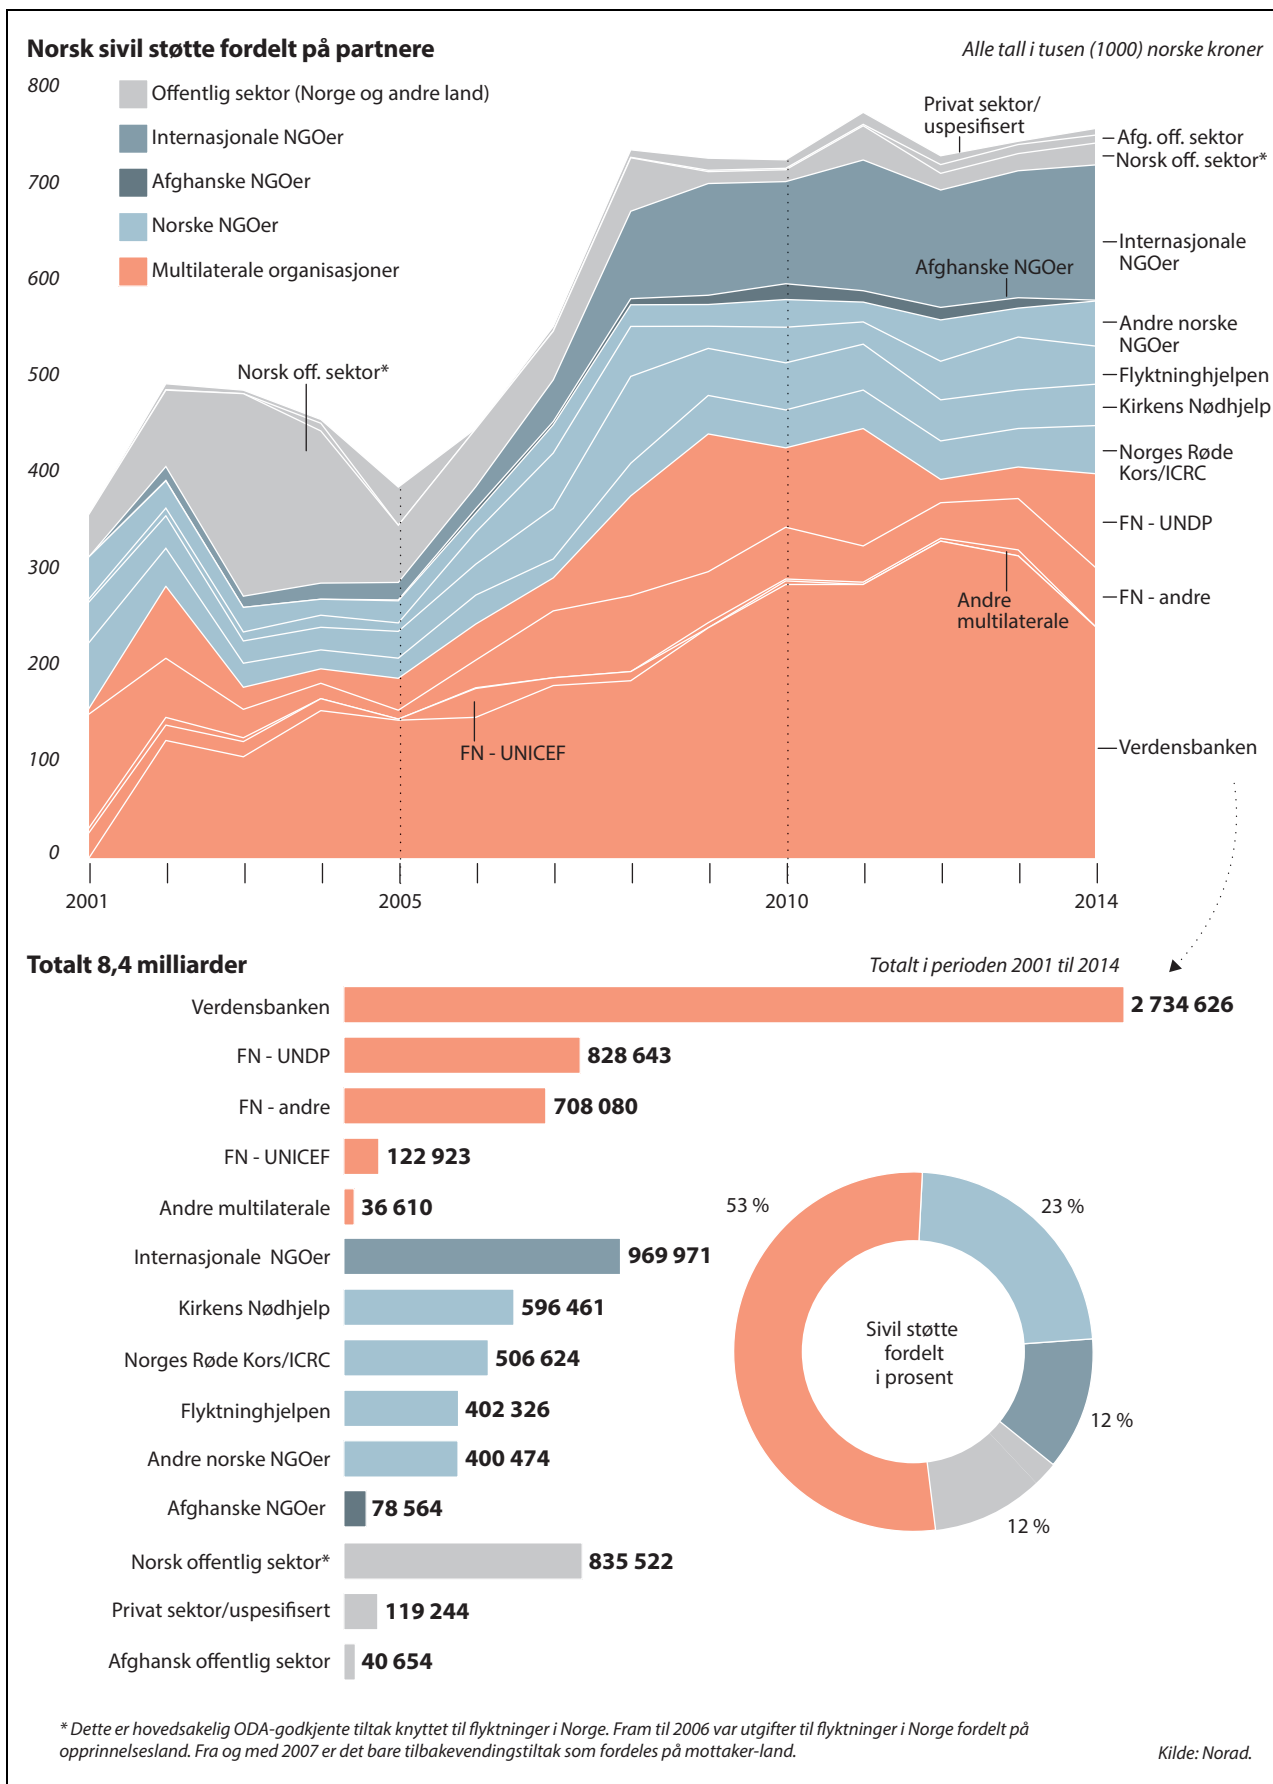 Norsk sivil støtte fordelt på partnere
Alle tall i tusen (1000) norske kroner
800
700
600
500
400
300
200
100
0
Offentlig sektor (Norge og andre land)
Internasjonale NGOer
Afghanske NGOer
Norske NGOer
Multilaterale organisasjoner
Privat sektor/
uspesifisert
Afg. off. sektor
Norsk off. sektor*
Internasjonale
NGOer
Afghanske NGOer
Andre norske
NGOer
Norsk off. sektor*
Flyktninghjelpen
Kirkens Nødhjelp
Norges Røde
Kors/ICRC
FN - UNDP
FN - andre
Andre
multilaterale
FN - UNICEF
Verdensbanken
2001
2005
2010
2014
Totalt 8,4 milliarder
Totalt i perioden 2001 til 2014
Verdensbanken 2 734 626
FN - UNDP 828 643
FN - andre 708 080
FN - UNICEF 122 923
Andre multilaterale 36 610
Internasjonale NGOer 969 971
Kirkens Nødhjelp 596 461
Norges Røde Kors/ICRC 506 624
Flyktninghjelpen 402 326
Andre norske NGOer 400 474
Afghanske NGOer 78 564
Norsk offentlig sektor* 835 522
Privat sektor/uspesifisert 119 244
Afghansk offentlig sektor 40 654
53 %
23 %
12 %
12 %
Sivil støtte
fordelt
i prosent
* Dette er hovedsakelig ODA-godkjente tiltak knyttet til flyktninger i Norge. Fram til 2006 var utgifter til flyktninger i Norge fordelt på
opprinnelsesland. Fra og med 2007 er det bare tilbakevendingstiltak som fordeles på mottaker-land.
Kilde: Norad.